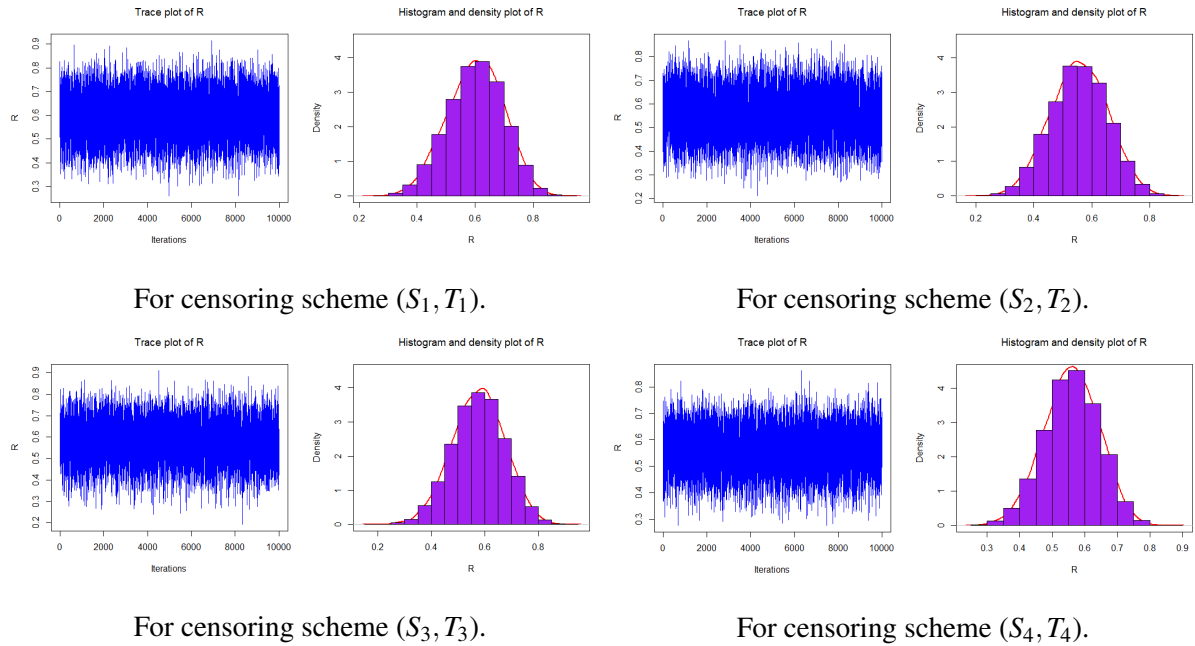 Trace plot of R
R
0.3 0.4 0.5 0.6 0.7 0.8 0.9
0 2000 4000 6000 8000 10000
Iterations
Histogram and density plot of R
Density
0 1 2 3 4
0.2 0.4 0.6 0.8
R
Trace plot of R
R
0.2 0.3 0.4 0.5 0.6 0.7 0.8
0 2000 4000 6000 8000 10000
Iterations
Histogram and density plot of R
Density
0 1 2 3 4
0.2 0.4 0.6 0.8
R
For censoring scheme (S₁, T₁).
For censoring scheme (S₂, T₂).
Trace plot of R
R
0.2 0.3 0.4 0.5 0.6 0.7 0.8 0.9
0 2000 4000 6000 8000 10000
Iterations
Histogram and density plot of R
Density
0 1 2 3 4
0.2 0.4 0.6 0.8
R
Trace plot of R
R
0.3 0.4 0.5 0.6 0.7 0.8
0 2000 4000 6000 8000 10000
Iterations
Histogram and density plot of R
Density
0 1 2 3 4
0.3 0.4 0.5 0.6 0.7 0.8 0.9
R
For censoring scheme (S₃, T₃).
For censoring scheme (S₄, T₄).